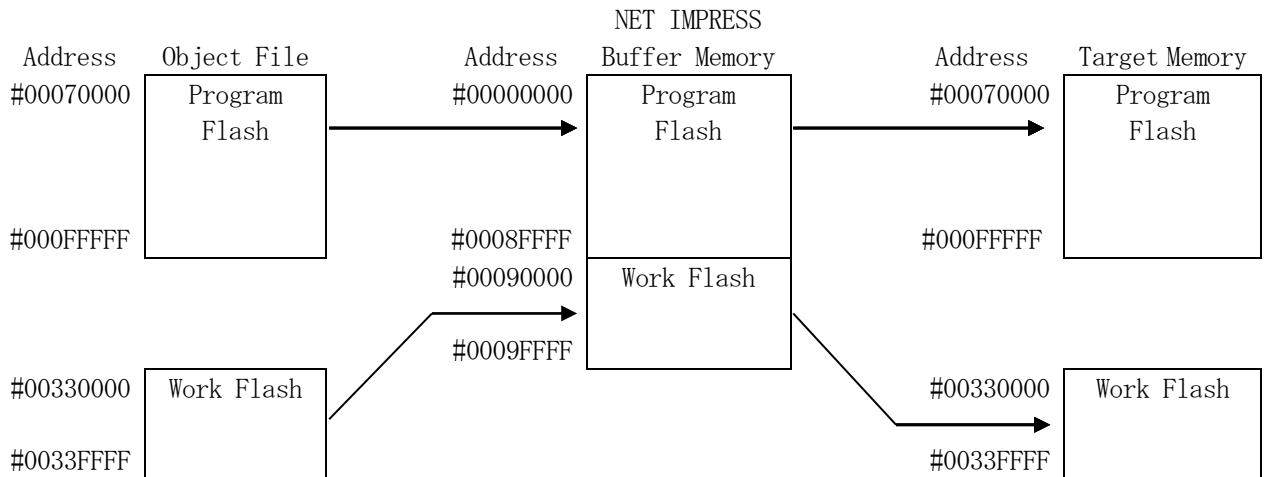 NET IMPRESS
Address Object File Address Buffer Memory Address Target Memory
#00070000 Program #00000000 Program #00070000 Program
Flash Flash Flash
#000FFFFF #0008FFFF #000FFFFF
#00090000 Work Flash
#0009FFFF
#00330000 Work Flash #00330000 Work Flash
#0033FFFF #0033FFFF